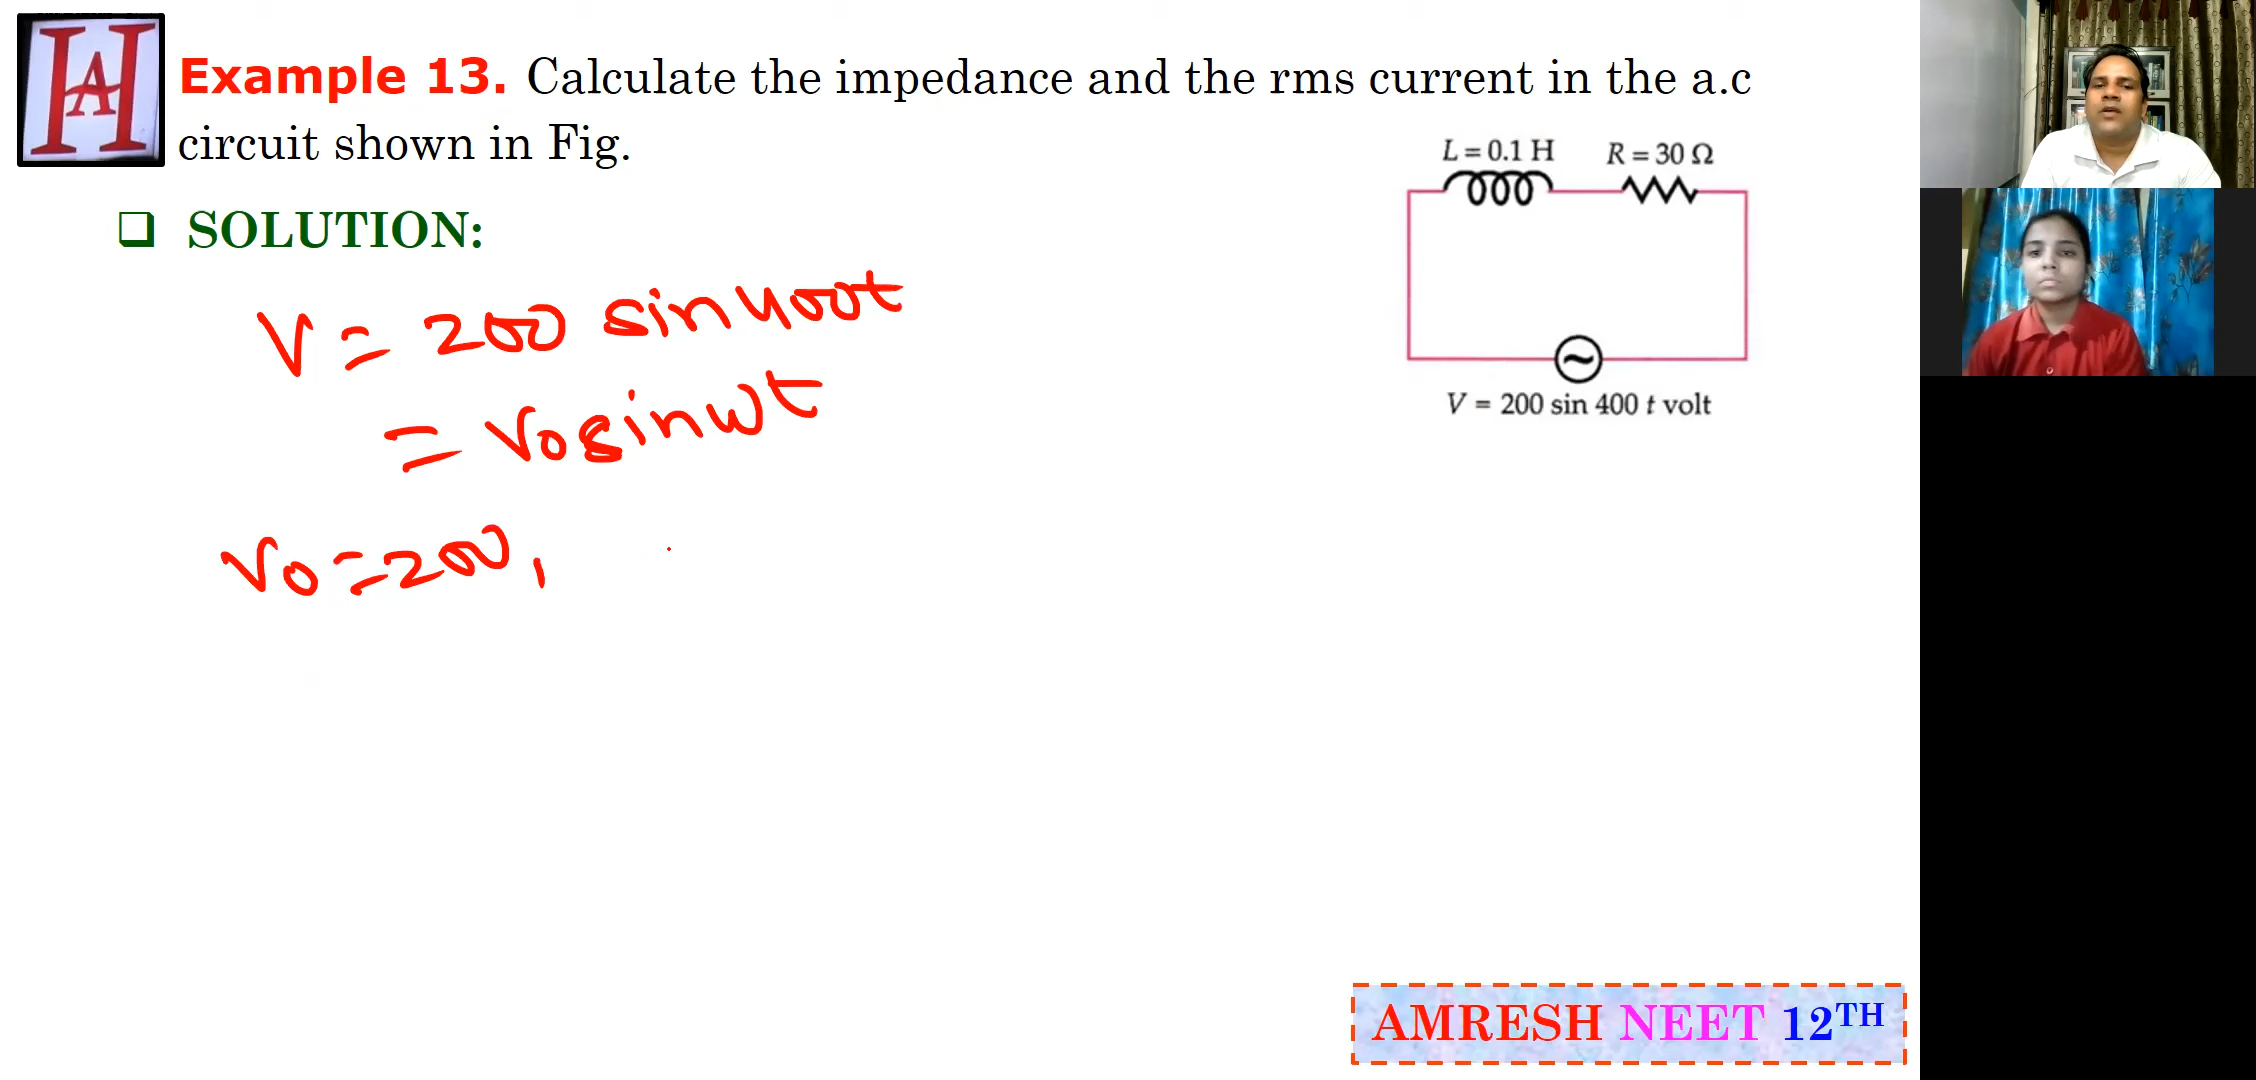 HA
Example 13. Calculate the impedance and the rms current in the a.c
circuit shown in Fig.
L = 0.1 H R = 30 Ω
V = 200 sin 400 t volt
SOLUTION:
V = 200 sin 400t
= V0 sin ωt
V0 = 200,
AMRESH NEET 12TH